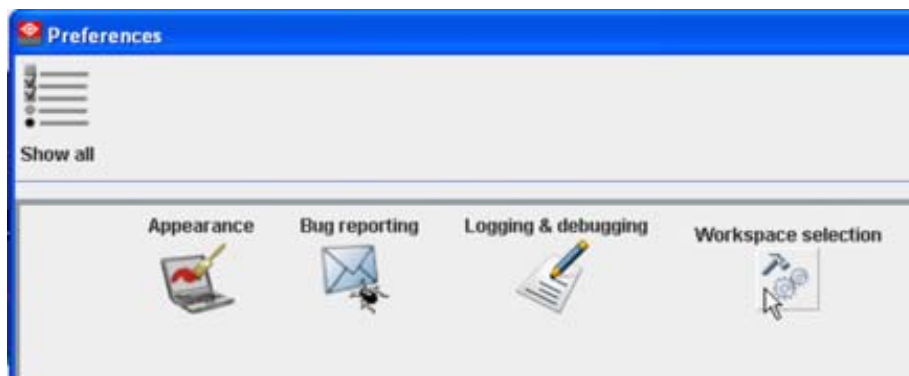 Preferences
Show all
Appearance
Bug reporting
Logging & debugging
Workspace selection